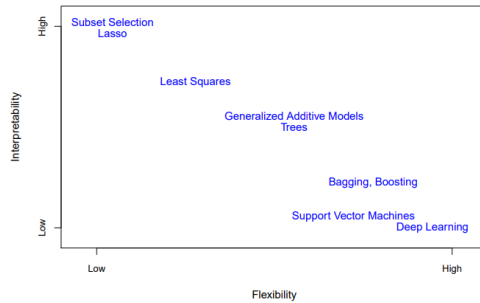 High
Subset Selection
Lasso
Least Squares
Generalized Additive Models
Trees
Interpretability
Bagging, Boosting
Support Vector Machines
Deep Learning
Low
Low
High
Flexibility